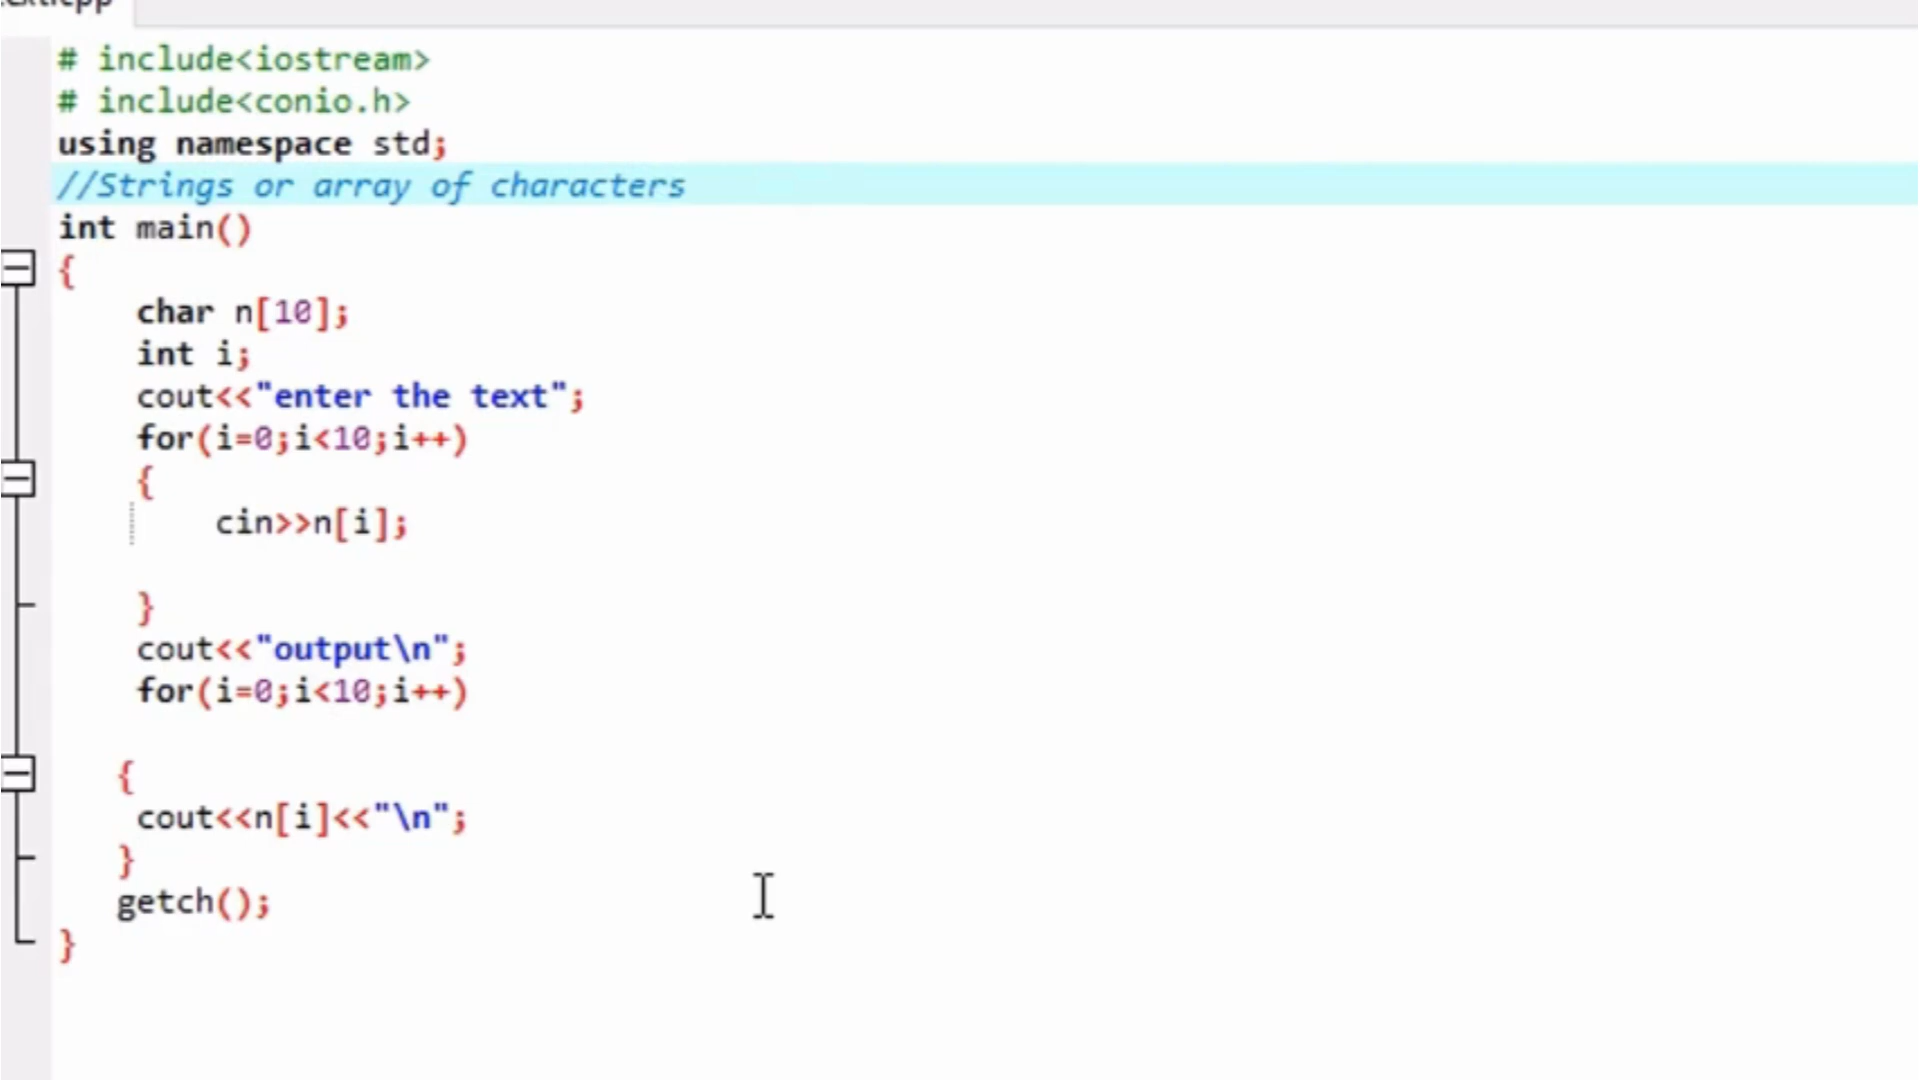 # include<iostream>
# include<conio.h>
using namespace std;
//Strings or array of characters
int main()
{
char n[10];
int i;
cout<<"enter the text";
for(i=0;i<10;i++)
{
cin>>n[i];
}
cout<<"output\n";
for(i=0;i<10;i++)
{
cout<<n[i]<<"\n";
}
getch();
}